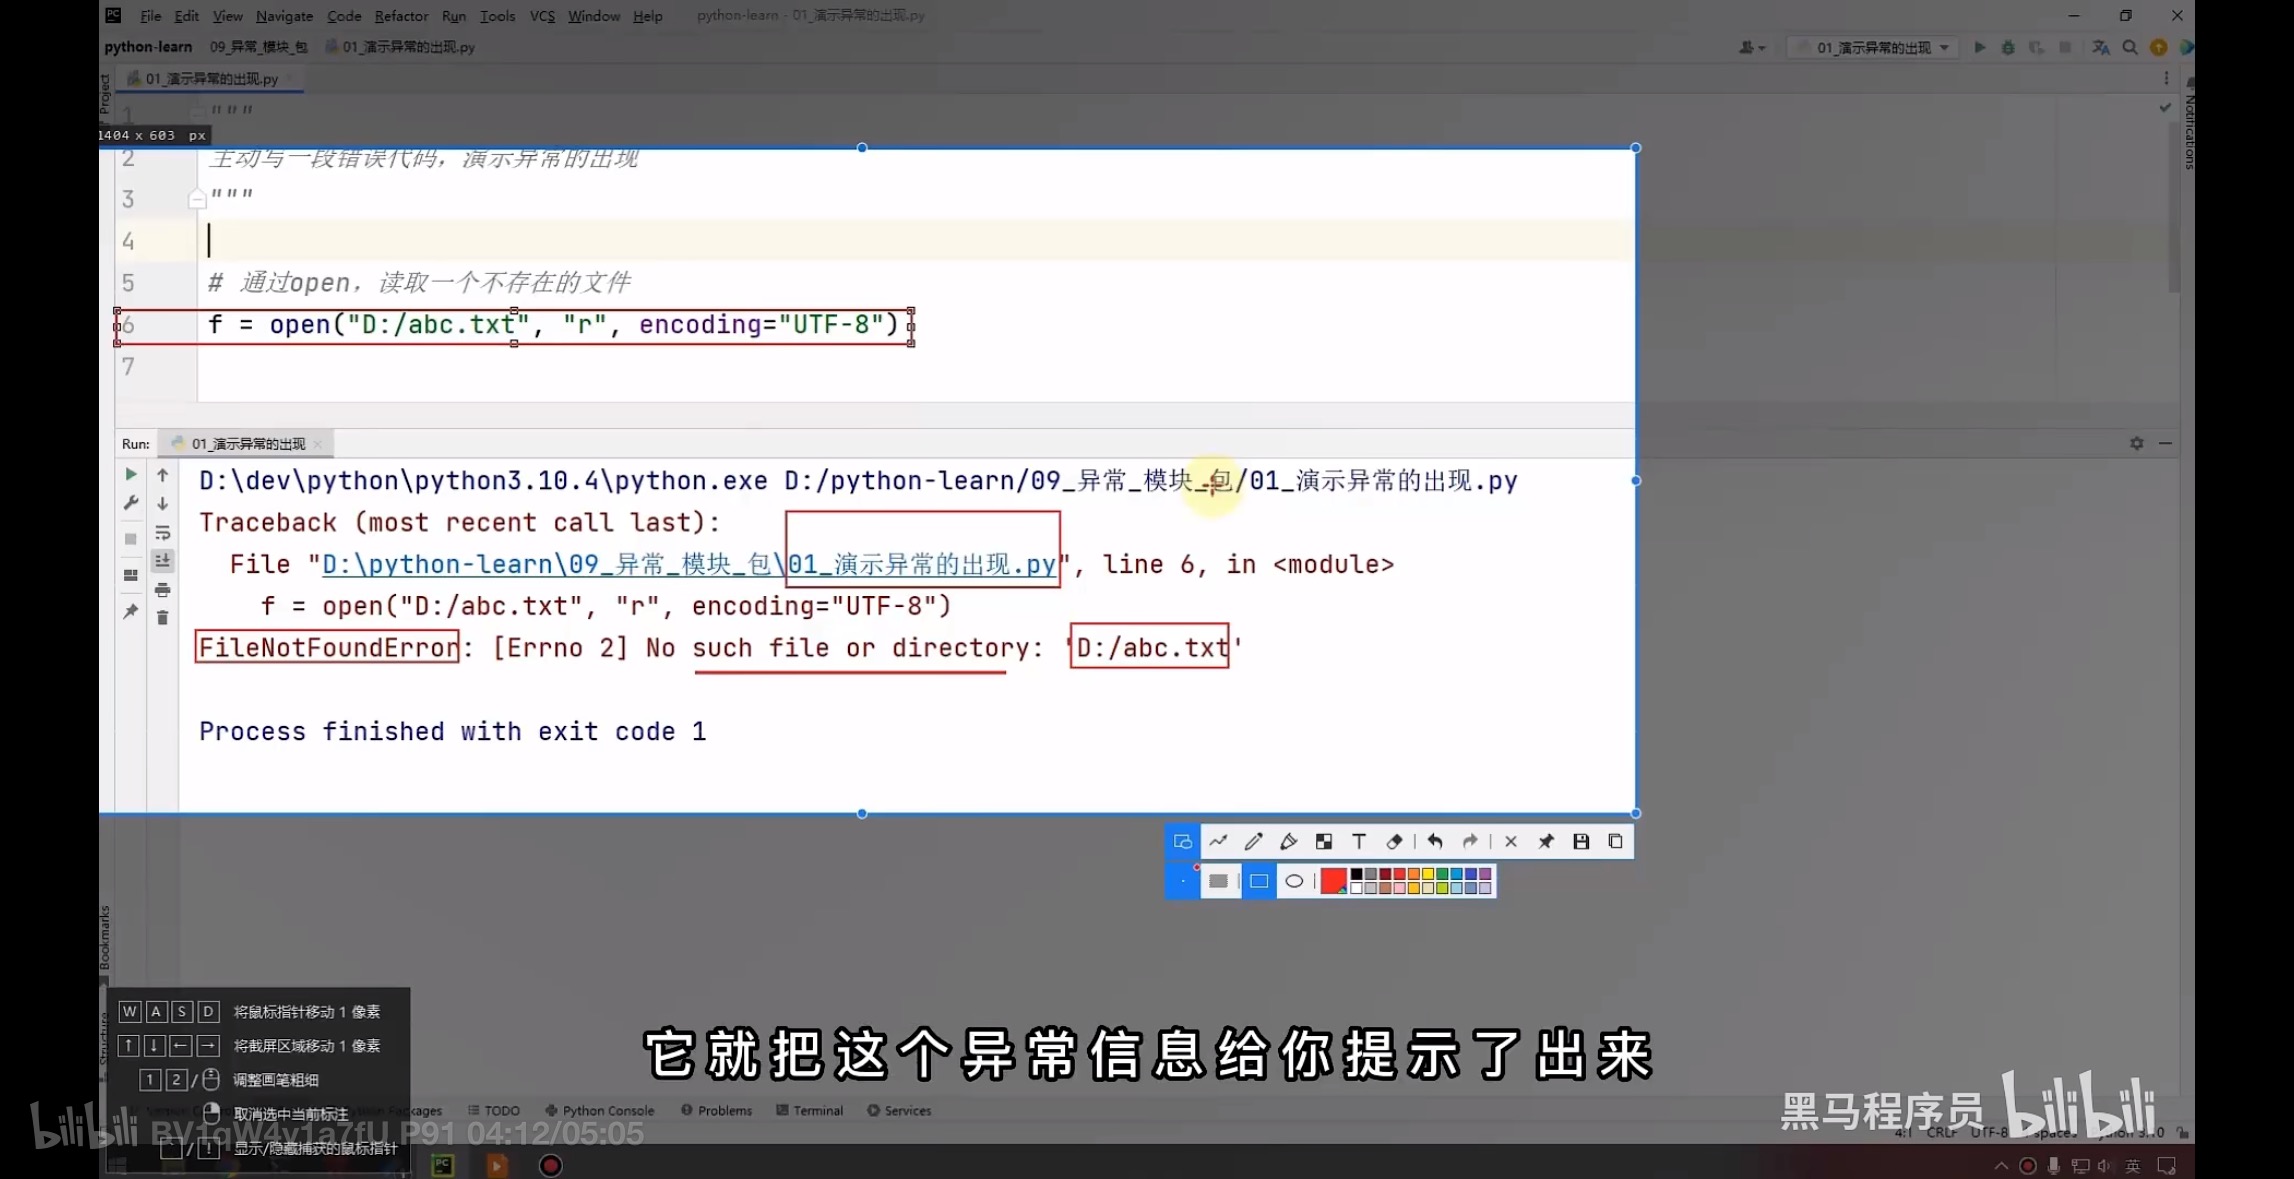 PC File Edit View Navigate Code Refactor Run Tools VCS Window Help python-learn - 01_演示异常的出现.py
python-learn 09_异常_模块_包 01_演示异常的出现.py 01_演示异常的出现
Project 01_演示异常的出现.py
Notifications
1 """
1404 x 603 px
2 主动写一段错误代码，演示异常的出现
3 """
4
5 # 通过open，读取一个不存在的文件
6 f = open("D:/abc.txt", "r", encoding="UTF-8")
7
Run: 01_演示异常的出现
D:\dev\python\python3.10.4\python.exe D:/python-learn/09_异常_模块_包/01_演示异常的出现.py
Traceback (most recent call last):
File "D:\python-learn\09_异常_模块_包\01_演示异常的出现.py", line 6, in <module>
f = open("D:/abc.txt", "r", encoding="UTF-8")
FileNotFoundError: [Errno 2] No such file or directory: 'D:/abc.txt'
Process finished with exit code 1
T
Bookmarks
Structure
W A S D 将鼠标指针移动 1 像素
↑ ↓ ← → 将截屏区域移动 1 像素
1 2 / 调整画笔粗细
取消选中当前标注
` / ! 显示/隐藏捕获的鼠标指针
它就把这个异常信息给你提示了出来
Packages TODO Python Console Problems Terminal Services
黑马程序员 bilibili
bilibili BV1qW4y1a7fU P91 04:12/05:05
4:1 CRLF UTF-8 spaces Python 3.10
PC
英